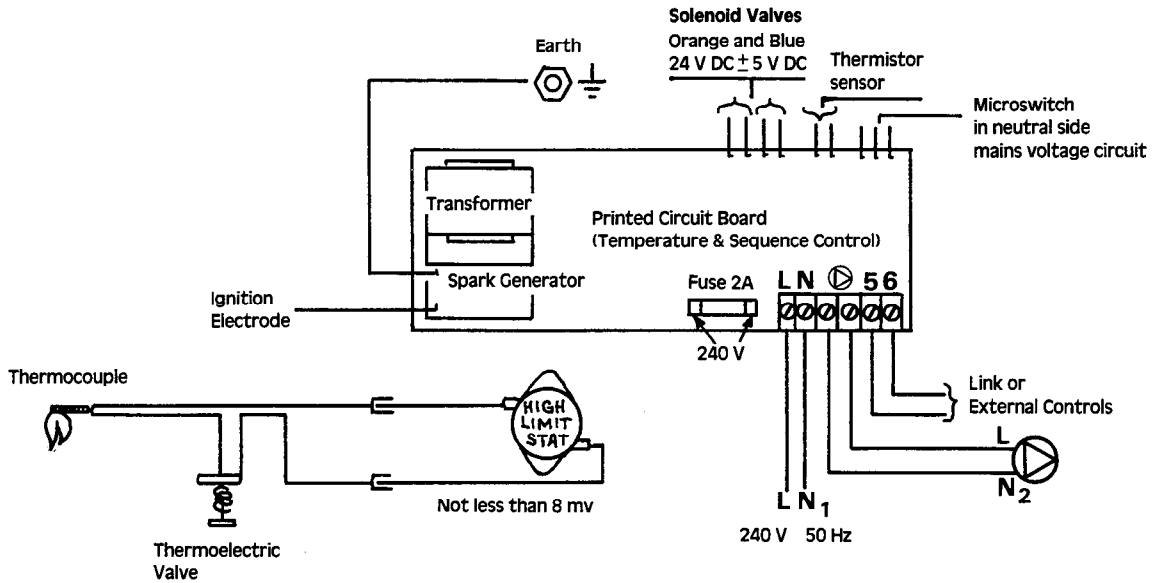 Solenoid Valves
Orange and Blue
24 V DC ± 5 V DC
Earth
Thermistor
sensor
Microswitch
in neutral side
mains voltage circuit
Transformer
Printed Circuit Board
(Temperature & Sequence Control)
Spark Generator
Fuse 2A
L N 5 6
Ignition
Electrode
240 V
Thermocouple
HIGH
LIMIT
STAT
Link or
External Controls
L
N2
Not less than 8 mv
L N1
240 V 50 Hz
Thermoelectric
Valve